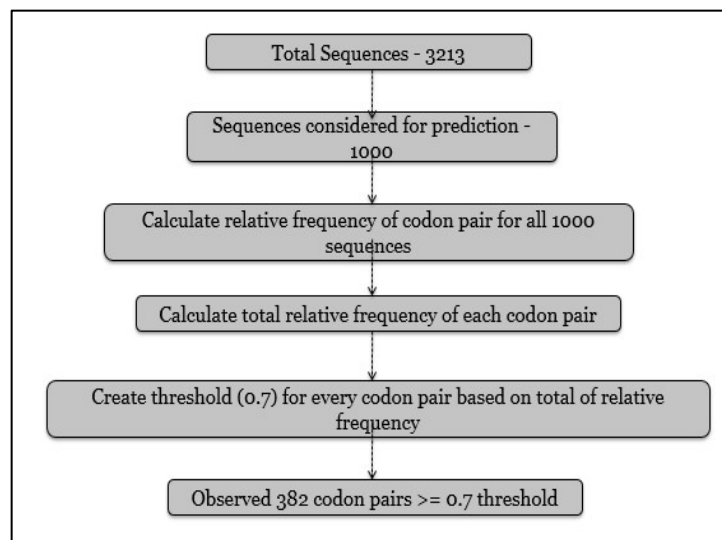 Total Sequences - 3213
Sequences considered for prediction -
1000
Calculate relative frequency of codon pair for all 1000
sequences
Calculate total relative frequency of each codon pair
Create threshold (0.7) for every codon pair based on total of relative
frequency
Observed 382 codon pairs >= 0.7 threshold